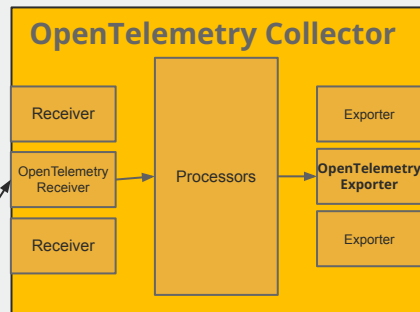 OpenTelemetry Collector
Receiver
OpenTelemetry
Receiver
Receiver
Processors
Exporter
OpenTelemetry
Exporter
Exporter